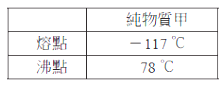 純物質甲
熔點 －117 ℃
沸點 78 ℃